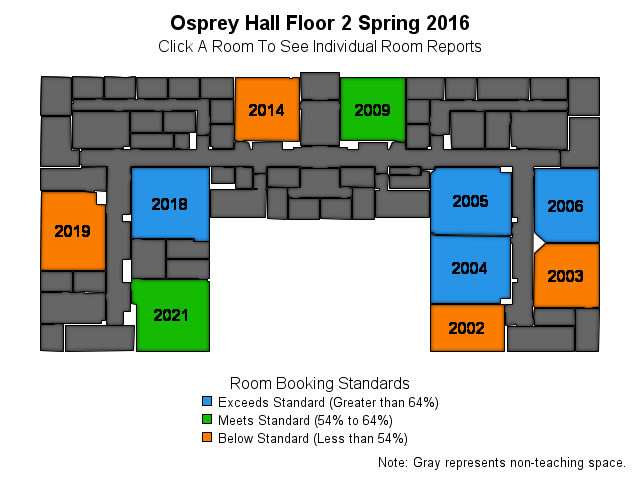 Osprey Hall Floor 2 Spring 2016
Click A Room To See Individual Room Reports
2014
2009
2018
2005
2006
2019
2004
2003
2021
2002
Room Booking Standards
Exceeds Standard (Greater than 64%)
Meets Standard (54% to 64%)
Below Standard (Less than 54%)
Note: Gray represents non-teaching space.